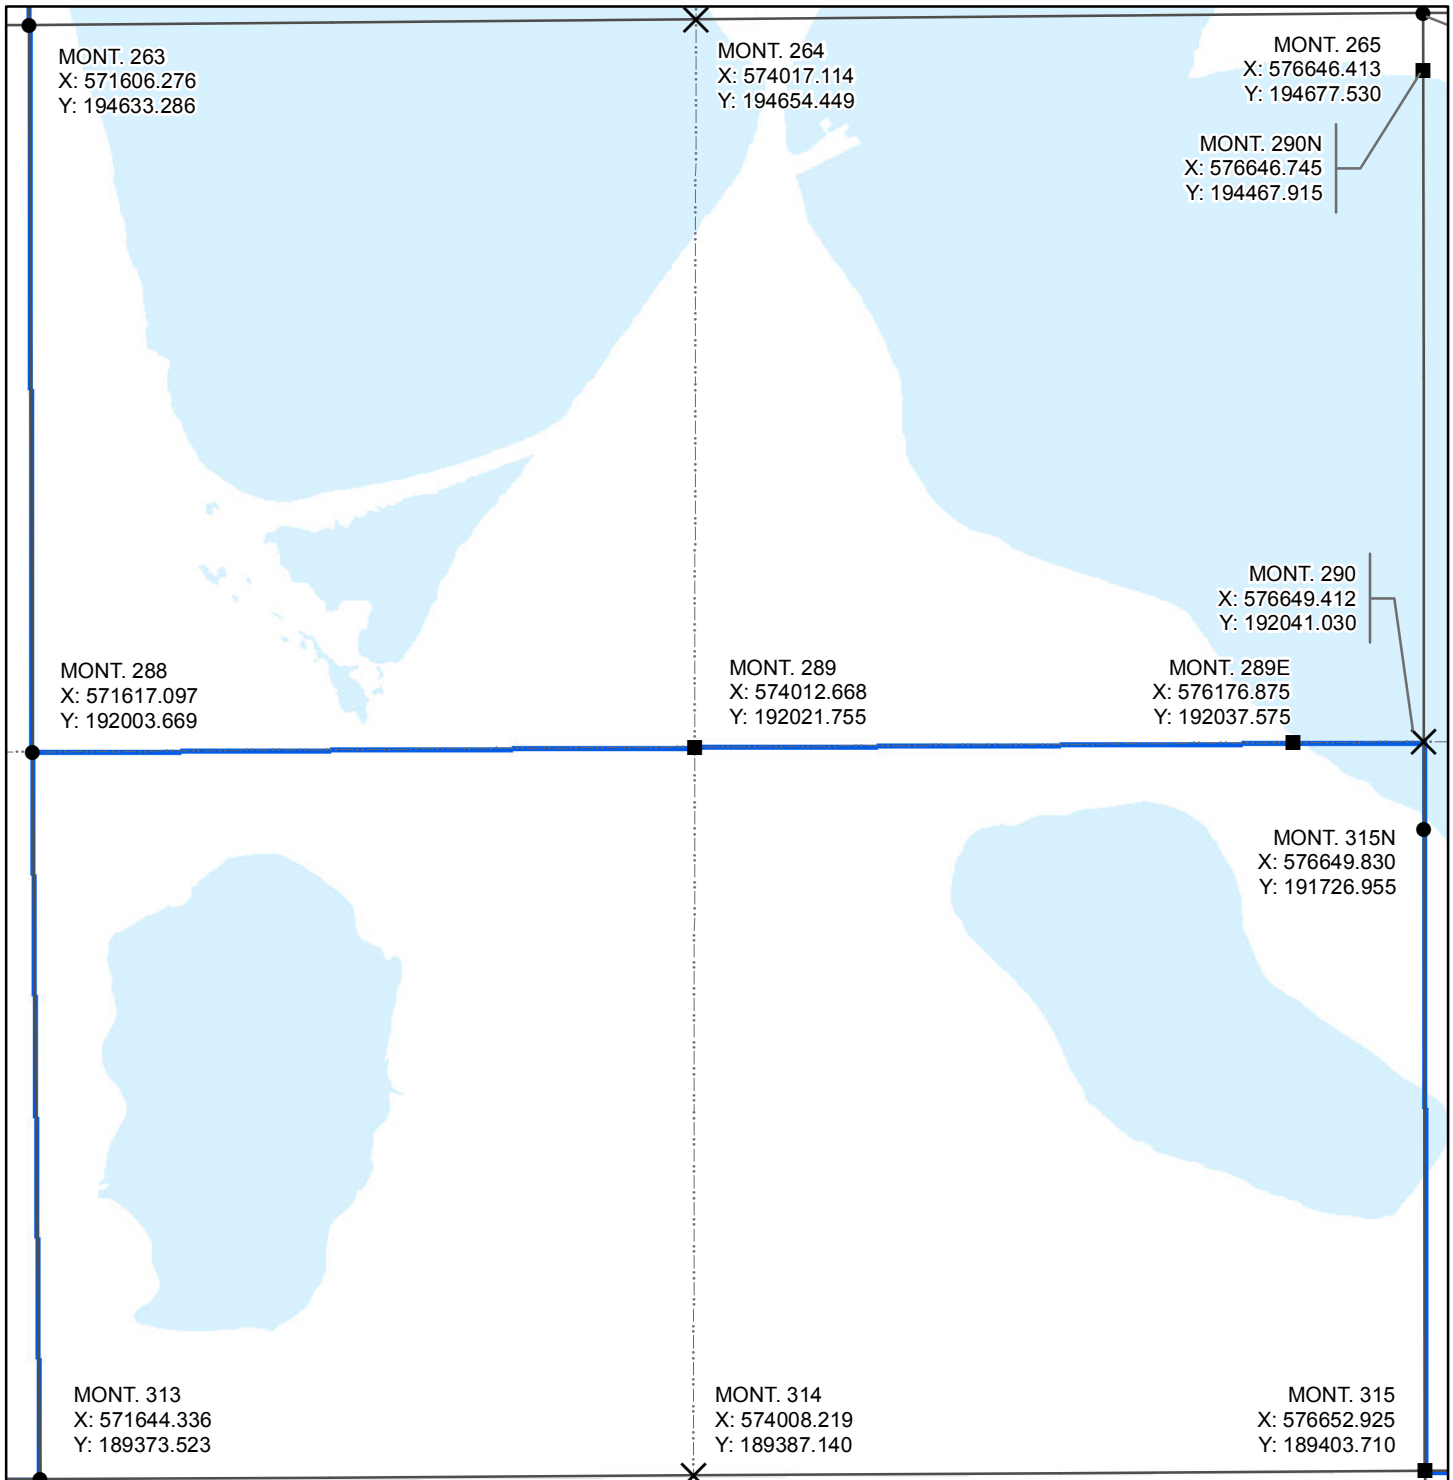 MONT. 263
X: 571606.276
Y: 194633.286
MONT. 264
X: 574017.114
Y: 194654.449
MONT. 265
X: 576646.413
Y: 194677.530
MONT. 290N
X: 576646.745
Y: 194467.915
MONT. 290
X: 576649.412
Y: 192041.030
MONT. 288
X: 571617.097
Y: 192003.669
MONT. 289
X: 574012.668
Y: 192021.755
MONT. 289E
X: 576176.875
Y: 192037.575
MONT. 315N
X: 576649.830
Y: 191726.955
MONT. 313
X: 571644.336
Y: 189373.523
MONT. 314
X: 574008.219
Y: 189387.140
MONT. 315
X: 576652.925
Y: 189403.710